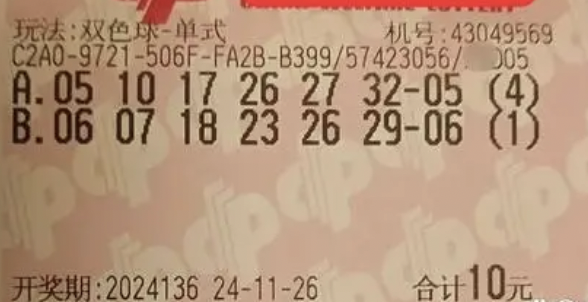 玩法:双色球-单式 机号:43049569
C2A0-9721-506F-FA2B-B399/57423056/ 005
A.05 10 17 26 27 32-05 (4)
B.06 07 18 23 26 29-06 (1)
开奖期:2024136 24-11-26 合计10元